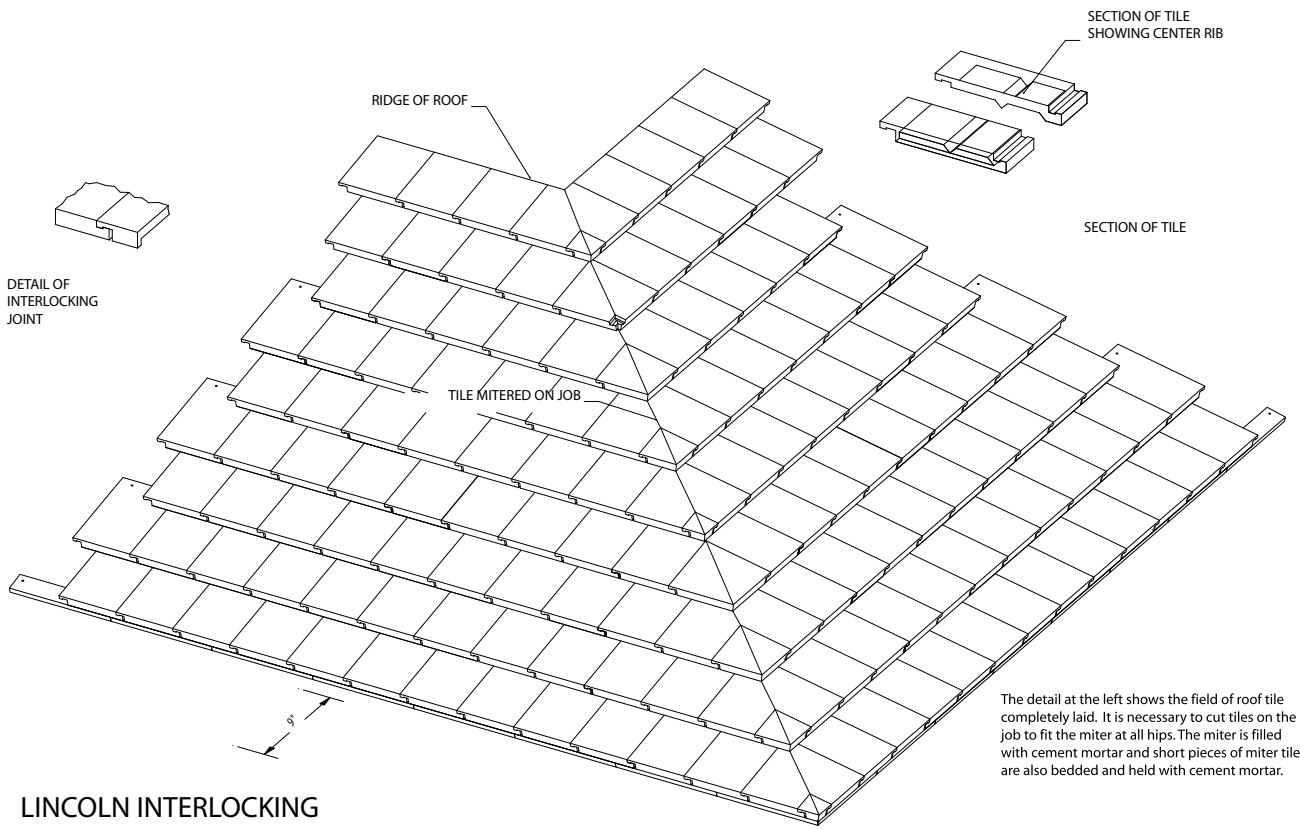 SECTION OF TILE
SHOWING CENTER RIB
RIDGE OF ROOF
SECTION OF TILE
DETAIL OF
INTERLOCKING
JOINT
TILE MITERED ON JOB
9"
The detail at the left shows the field of roof tile
completely laid. It is necessary to cut tiles on the
job to fit the miter at all hips. The miter is filled
with cement mortar and short pieces of miter tile
are also bedded and held with cement mortar.
LINCOLN INTERLOCKING